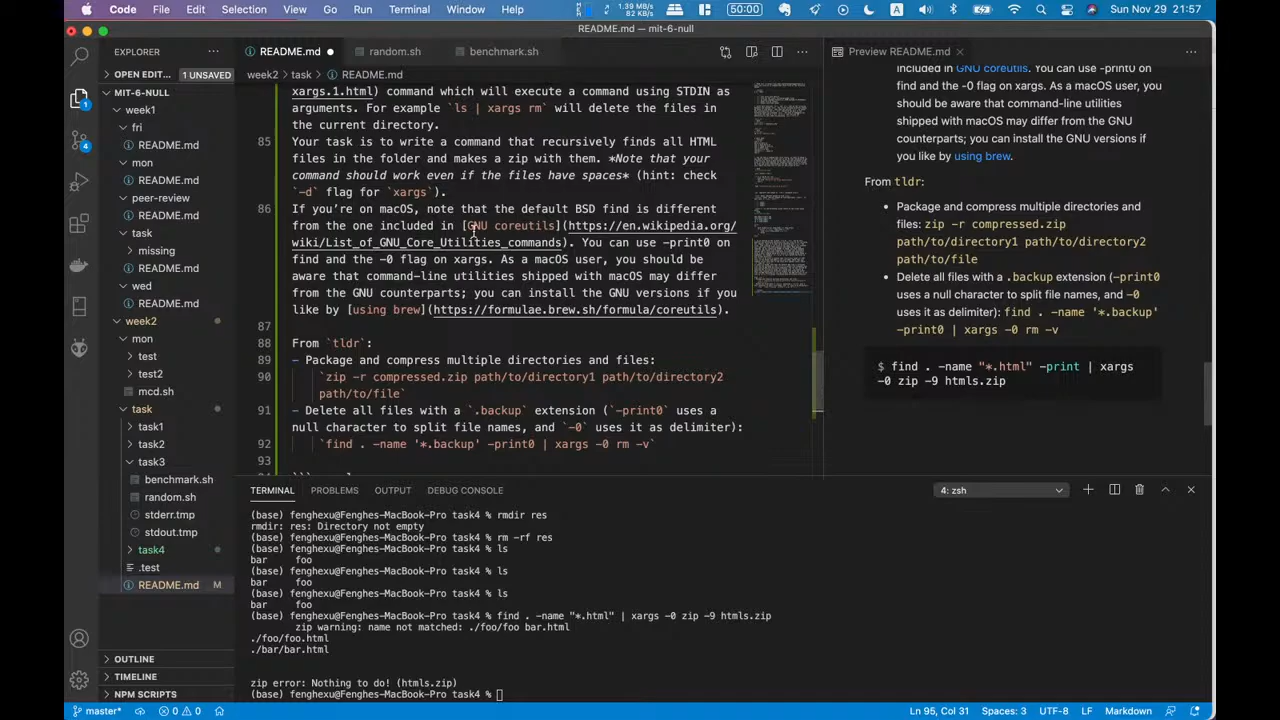 Code File Edit Selection View Go Run Terminal Window Help 1.39 MB/s 82 KB/s 50:00 A Sun Nov 29 21:57
README.md — mit-6-null
EXPLORER ···
README.md ● random.sh benchmark.sh
Preview README.md ×
OPEN EDIT... 1 UNSAVED
week2 › task › README.md
MIT-6-NULL
week1
fri
README.md
mon
README.md
peer-review
README.md
task
missing
README.md
wed
README.md
week2
mon
test
test2
mcd.sh
task
task1
task2
task3
benchmark.sh
random.sh
stderr.tmp
stdout.tmp
task4
.test
README.md M
OUTLINE
TIMELINE
NPM SCRIPTS
1
4
xargs.1.html) command which will execute a command using STDIN as
arguments. For example `ls | xargs rm` will delete the files in
the current directory.
85 Your task is to write a command that recursively finds all HTML
files in the folder and makes a zip with them. *Note that your
command should work even if the files have spaces* (hint: check
`-d` flag for `xargs`).
86 If you're on macOS, note that the default BSD find is different
from the one included in [GNU coreutils](https://en.wikipedia.org/
wiki/List_of_GNU_Core_Utilities_commands). You can use -print0 on
find and the -0 flag on xargs. As a macOS user, you should be
aware that command-line utilities shipped with macOS may differ
from the GNU counterparts; you can install the GNU versions if you
like by [using brew](https://formulae.brew.sh/formula/coreutils).
87
88 From `tldr`:
89 - Package and compress multiple directories and files:
90 `zip -r compressed.zip path/to/directory1 path/to/directory2
path/to/file`
91 - Delete all files with a `.backup` extension (`-print0` uses a
null character to split file names, and `-0` uses it as delimiter):
92 `find . -name '*.backup' -print0 | xargs -0 rm -v`
93
included in GNU coreutils. You can use -print0 on
find and the -0 flag on xargs. As a macOS user, you
should be aware that command-line utilities
shipped with macOS may differ from the GNU
counterparts; you can install the GNU versions if
you like by using brew.
From tldr:
• Package and compress multiple directories and
files: zip -r compressed.zip
path/to/directory1 path/to/directory2
path/to/file
• Delete all files with a .backup extension (-print0
uses a null character to split file names, and -0
uses it as delimiter): find . -name '*.backup'
-print0 | xargs -0 rm -v
$ find . -name "*.html" -print | xargs
-0 zip -9 htmls.zip
TERMINAL PROBLEMS OUTPUT DEBUG CONSOLE 4: zsh
(base) fenghexu@Fenghes-MacBook-Pro task4 % rmdir res
rmdir: res: Directory not empty
(base) fenghexu@Fenghes-MacBook-Pro task4 % rm -rf res
(base) fenghexu@Fenghes-MacBook-Pro task4 % ls
bar foo
(base) fenghexu@Fenghes-MacBook-Pro task4 % ls
bar foo
(base) fenghexu@Fenghes-MacBook-Pro task4 % ls
bar foo
(base) fenghexu@Fenghes-MacBook-Pro task4 % find . -name "*.html" | xargs -0 zip -9 htmls.zip
zip warning: name not matched: ./foo/foo bar.html
./foo/foo.html
./bar/bar.html
zip error: Nothing to do! (htmls.zip)
(base) fenghexu@Fenghes-MacBook-Pro task4 %
master* 0 0 Ln 95, Col 31 Spaces: 3 UTF-8 LF Markdown